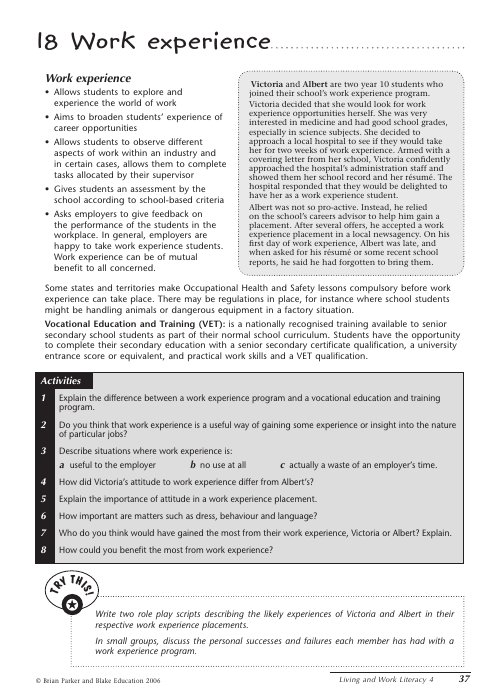 18 Work experience
Work experience
• Allows students to explore and
experience the world of work
• Aims to broaden students' experience of
career opportunities
• Allows students to observe different
aspects of work within an industry and
in certain cases, allows them to complete
tasks allocated by their supervisor
• Gives students an assessment by the
school according to school-based criteria
• Asks employers to give feedback on
the performance of the students in the
workplace. In general, employers are
happy to take work experience students.
Work experience can be of mutual
benefit to all concerned.
Victoria and Albert are two year 10 students who
joined their school's work experience program.
Victoria decided that she would look for work
experience opportunities herself. She was very
interested in medicine and had good school grades,
especially in science subjects. She decided to
approach a local hospital to see if they would take
her for two weeks of work experience. Armed with a
covering letter from her school, Victoria confidently
approached the hospital's administration staff and
showed them her school record and her résumé. The
hospital responded that they would be delighted to
have her as a work experience student.
Albert was not so pro-active. Instead, he relied
on the school's careers advisor to help him gain a
placement. After several offers, he accepted a work
experience placement in a local newsagency. On his
first day of work experience, Albert was late, and
when asked for his résumé or some recent school
reports, he said he had forgotten to bring them.
Some states and territories make Occupational Health and Safety lessons compulsory before work
experience can take place. There may be regulations in place, for instance where school students
might be handling animals or dangerous equipment in a factory situation.
Vocational Education and Training (VET): is a nationally recognised training available to senior
secondary school students as part of their normal school curriculum. Students have the opportunity
to complete their secondary education with a senior secondary certificate qualification, a university
entrance score or equivalent, and practical work skills and a VET qualification.
Activities
1 Explain the difference between a work experience program and a vocational education and training
program.
2 Do you think that work experience is a useful way of gaining some experience or insight into the nature
of particular jobs?
3 Describe situations where work experience is:
a useful to the employer b no use at all c actually a waste of an employer's time.
4 How did Victoria's attitude to work experience differ from Albert's?
5 Explain the importance of attitude in a work experience placement.
6 How important are matters such as dress, behaviour and language?
7 Who do you think would have gained the most from their work experience, Victoria or Albert? Explain.
8 How could you benefit the most from work experience?
TRY THIS!
Write two role play scripts describing the likely experiences of Victoria and Albert in their
respective work experience placements.
In small groups, discuss the personal successes and failures each member has had with a
work experience program.
© Brian Parker and Blake Education 2006
Living and Work Literacy 4 37